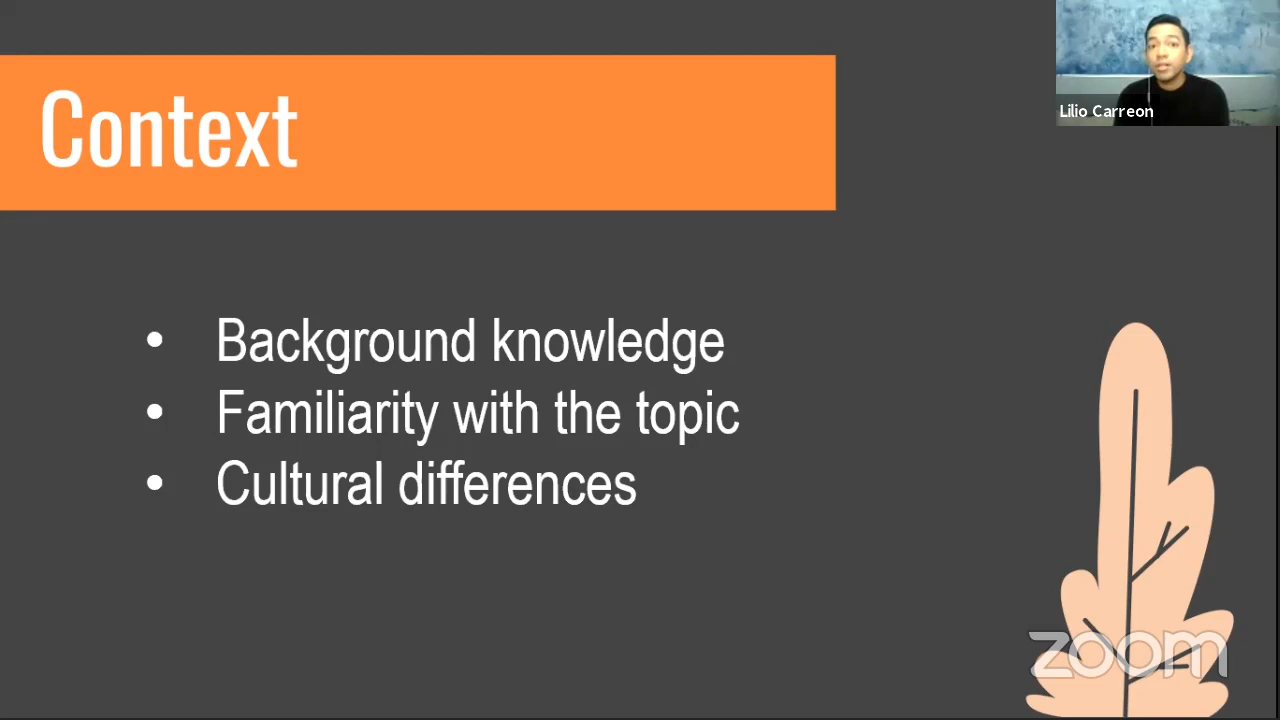 Context
Lilio Carreon
• Background knowledge
• Familiarity with the topic
• Cultural differences
zoom